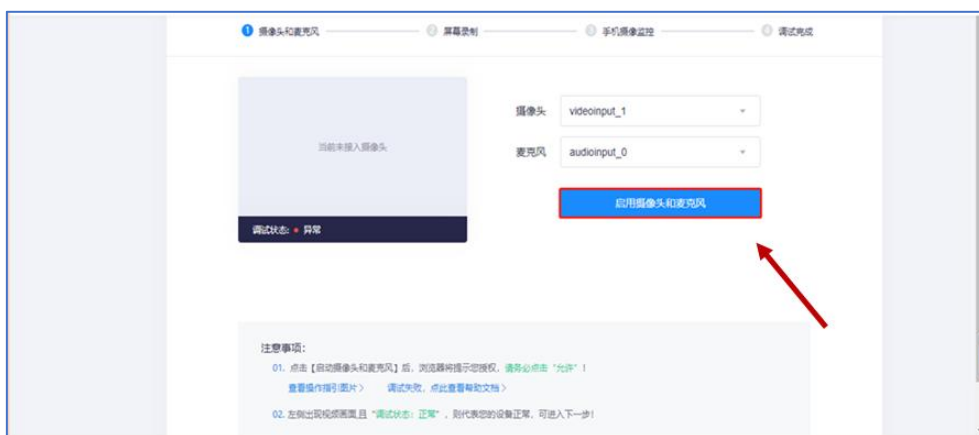 1 摄像头和麦克风 2 屏幕录制 3 手机摄像监控 4 调试完成
摄像头 videoinput_1
当前未接入摄像头
麦克风 audioinput_0
启用摄像头和麦克风
调试状态: 异常
注意事项:
01. 点击【启动摄像头和麦克风】后, 浏览器将提示您授权, 请务必点击“允许”!
查看操作指引图片> 调试失败, 点此查看帮助文档>
02. 左侧出现视频画面,且“调试状态: 正常”, 则代表您的设备正常, 可进入下一步!